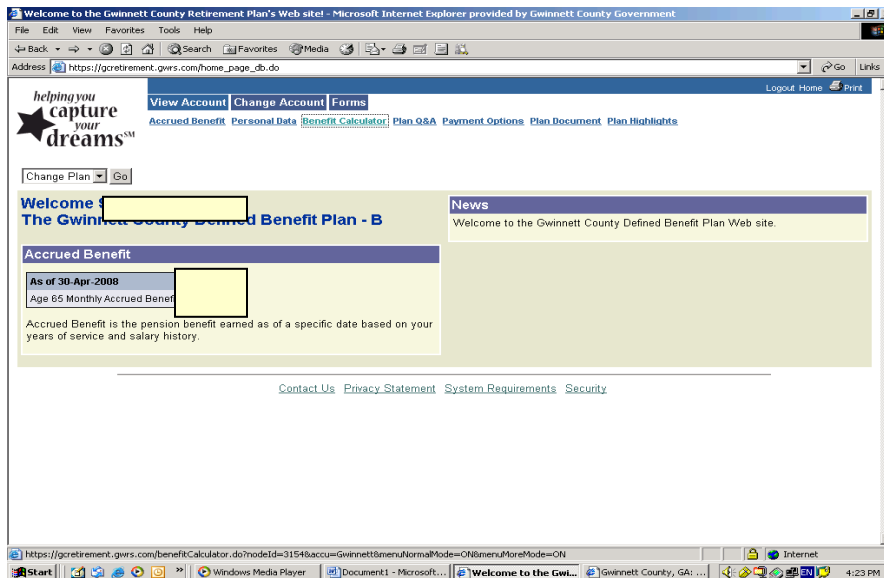 Welcome to the Gwinnett County Retirement Plan's Web site! - Microsoft Internet Explorer provided by Gwinnett County Government
File Edit View Favorites Tools Help
Back Search Favorites Media
Address https://gcretirement.gwrs.com/home_page_db.do Go Links
Logout Home Print
helping you
capture
your
dreams℠
View Account Change Account Forms
Accrued Benefit Personal Data Benefit Calculator Plan Q&A Payment Options Plan Document Plan Highlights
Change Plan Go
Welcome
The Gwinnett County Defined Benefit Plan - B
News
Welcome to the Gwinnett County Defined Benefit Plan Web site.
Accrued Benefit
As of 30-Apr-2008
Age 65 Monthly Accrued Benef
Accrued Benefit is the pension benefit earned as of a specific date based on your
years of service and salary history.
Contact Us Privacy Statement System Requirements Security
https://gcretirement.gwrs.com/benefitCalculator.do?nodeId=3154&accu=Gwinnett&menuNormalMode=ON&menuMoreMode=ON Internet
Start Windows Media Player Document1 - Microsoft... Welcome to the Gwi... Gwinnett County, GA: ... EN 4:23 PM